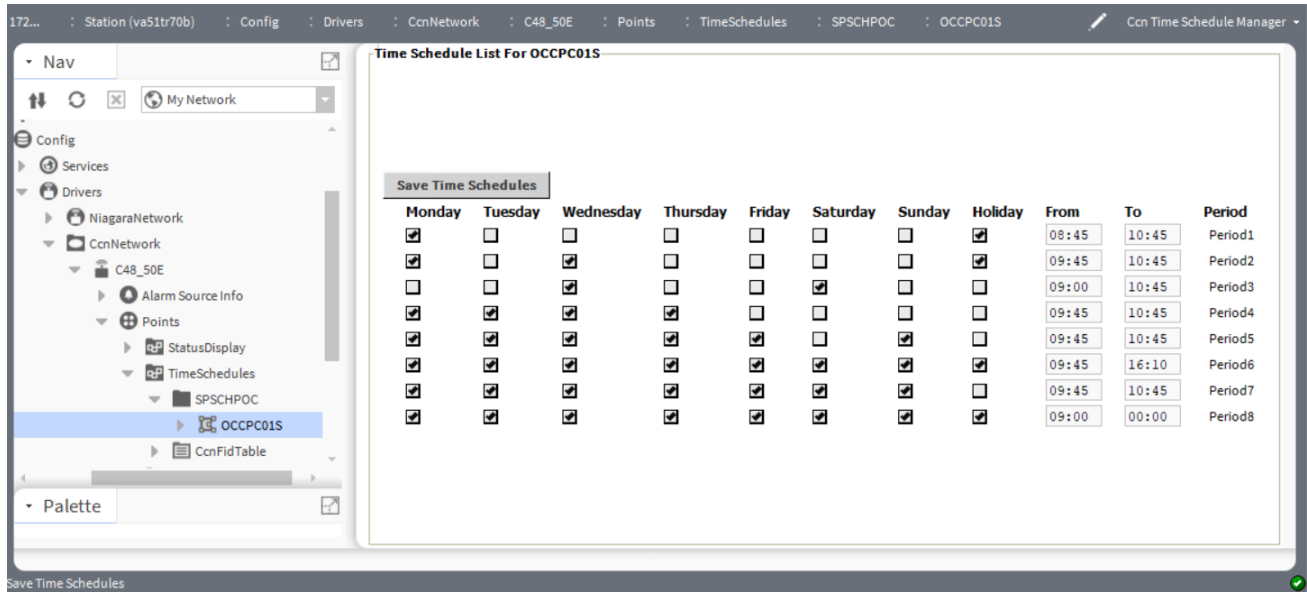 172... : Station (va51tr70b) : Config : Drivers : CcnNetwork : C48_50E : Points : TimeSchedules : SPSCHPOC : OCCPC01S Ccn Time Schedule Manager
Nav
My Network
Config
Services
Drivers
NiagaraNetwork
CcnNetwork
C48_50E
Alarm Source Info
Points
StatusDisplay
TimeSchedules
SPSCHPOC
OCCPC01S
CcnFidTable
Palette
Time Schedule List For OCCPC01S
Save Time Schedules
Monday Tuesday Wednesday Thursday Friday Saturday Sunday Holiday From To Period
08:45 10:45 Period1
09:45 10:45 Period2
09:00 10:45 Period3
09:45 10:45 Period4
09:45 10:45 Period5
09:45 16:10 Period6
09:45 10:45 Period7
09:00 00:00 Period8
Save Time Schedules